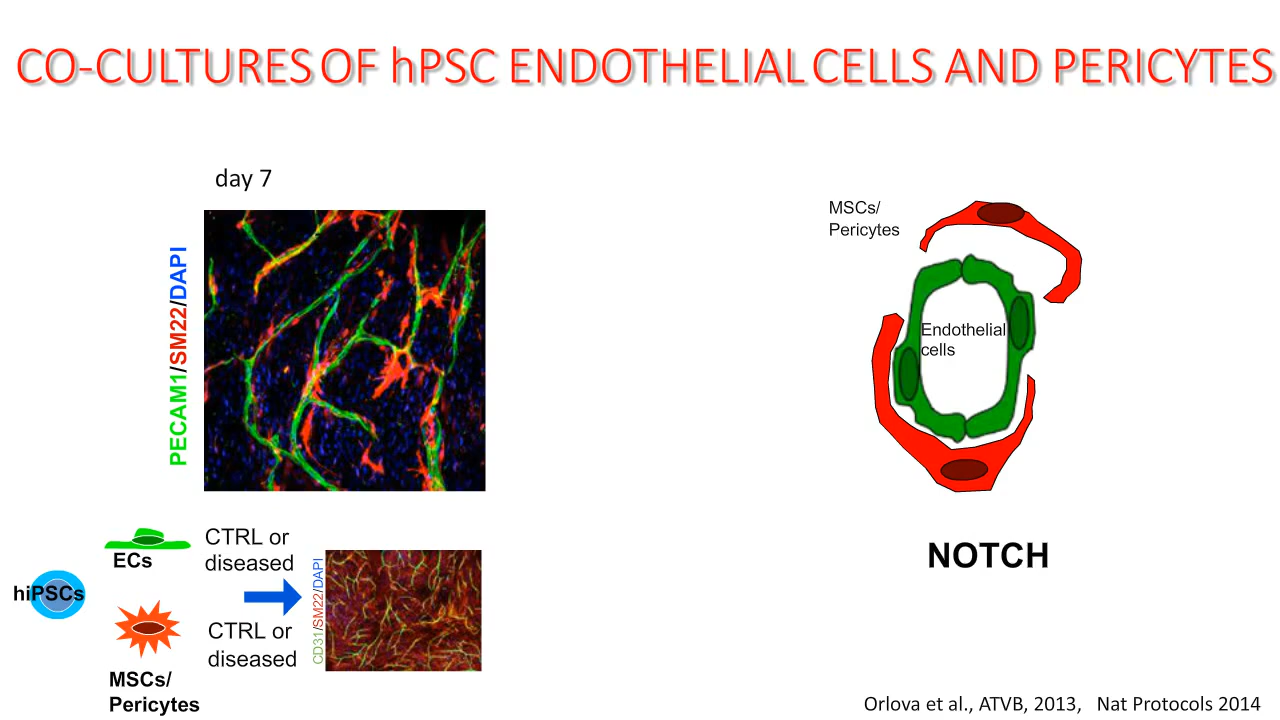 CO-CULTURES OF hPSC ENDOTHELIAL CELLS AND PERICYTES
day 7
PECAM1/SM22/DAPI
MSCs/
Pericytes
Endothelial
cells
NOTCH
hiPSCs
ECs
CTRL or
diseased
CTRL or
diseased
MSCs/
Pericytes
CD31/SM22/DAPI
Orlova et al., ATVB, 2013, Nat Protocols 2014